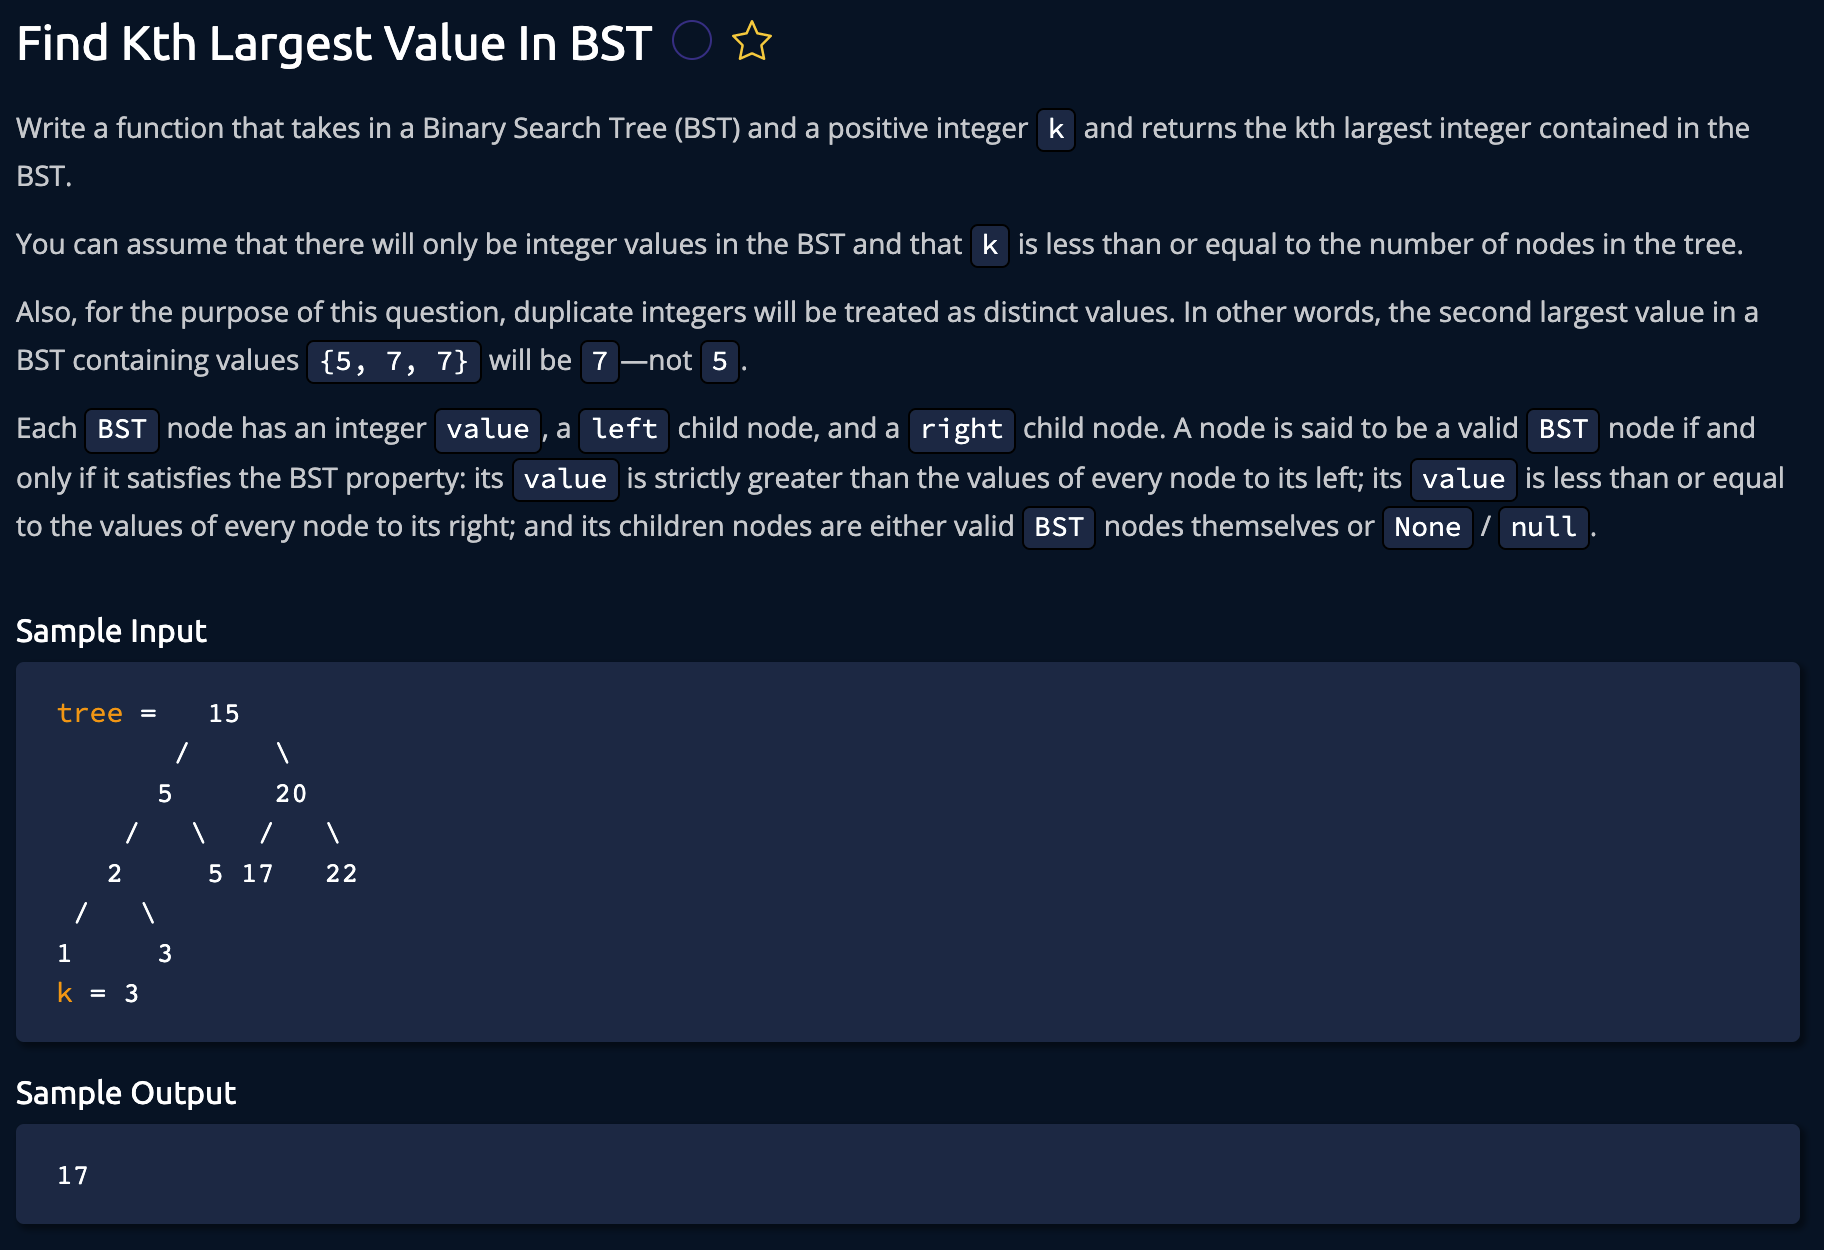 Find Kth Largest Value In BST
Write a function that takes in a Binary Search Tree (BST) and a positive integer k and returns the kth largest integer contained in the
BST.
You can assume that there will only be integer values in the BST and that k is less than or equal to the number of nodes in the tree.
Also, for the purpose of this question, duplicate integers will be treated as distinct values. In other words, the second largest value in a
BST containing values {5, 7, 7} will be 7—not 5.
Each BST node has an integer value, a left child node, and a right child node. A node is said to be a valid BST node if and
only if it satisfies the BST property: its value is strictly greater than the values of every node to its left; its value is less than or equal
to the values of every node to its right; and its children nodes are either valid BST nodes themselves or None / null.
Sample Input
tree =   15
       /     \
      5      20
    /   \   /   \
   2     5 17   22
 /   \
1     3
k = 3
Sample Output
17